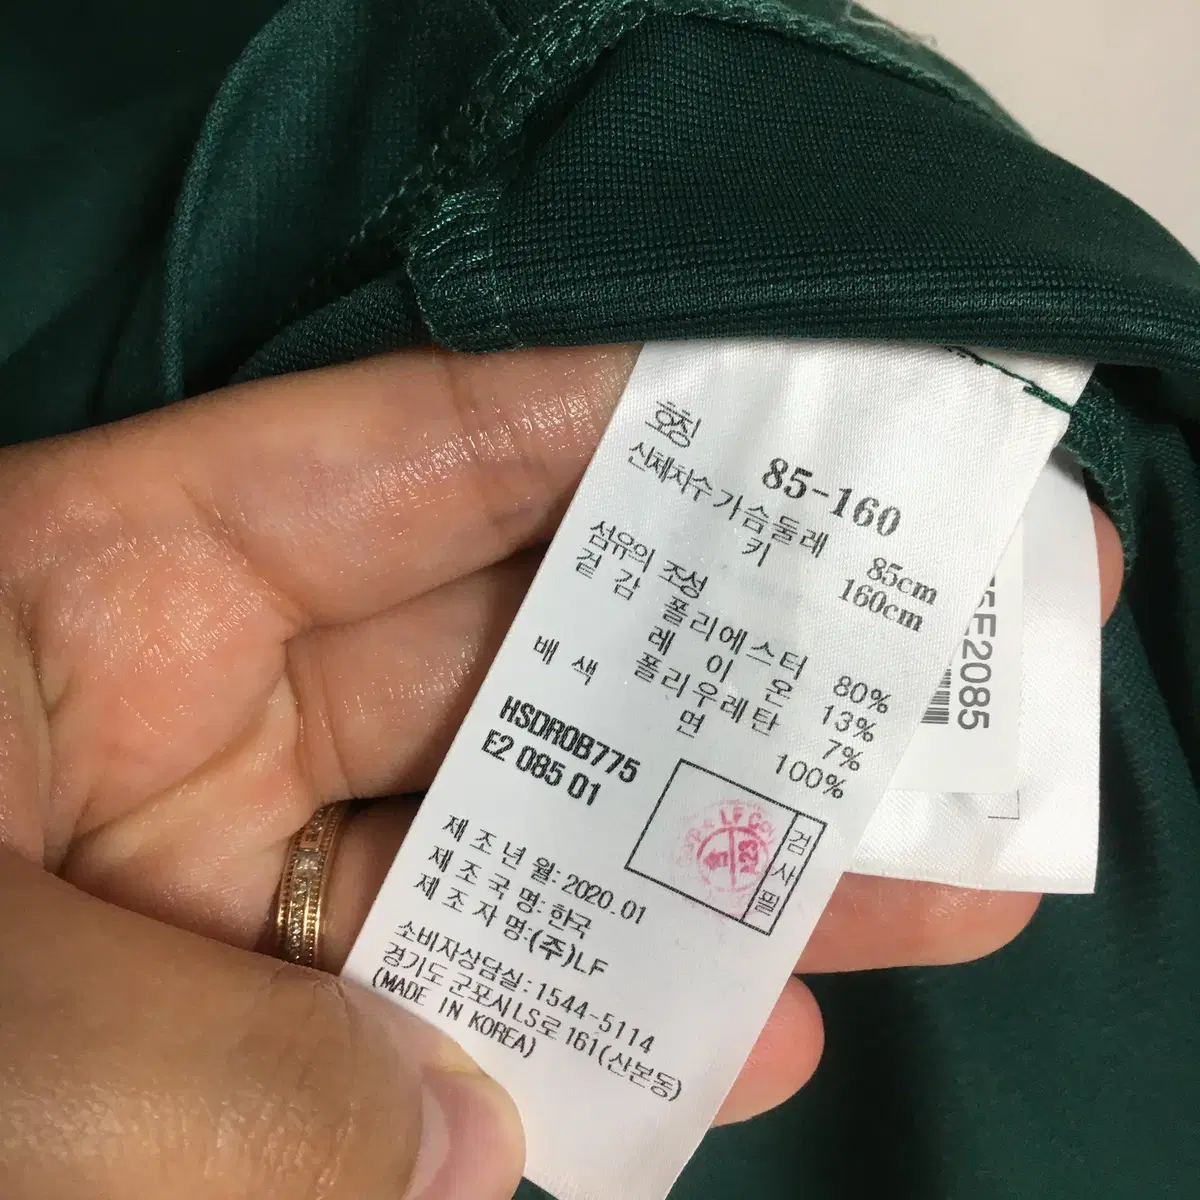 호칭
85-160
신체치수 가슴둘레 85cm
키 160cm
섬유의 조성
겉 감 폴리에스터 80%
레 이 온 13%
폴리우레탄 7%
배 색 면 100%
HSDR0B775
E2 085 01
검사필
LF Co
A23
제 조 년 월: 2020.01
제 조 국 명: 한국
제 조 자 명:(주)LF
소비자상담실:1544-5114
경기도 군포시 LS로 161(산본동)
(MADE IN KOREA)
E2085